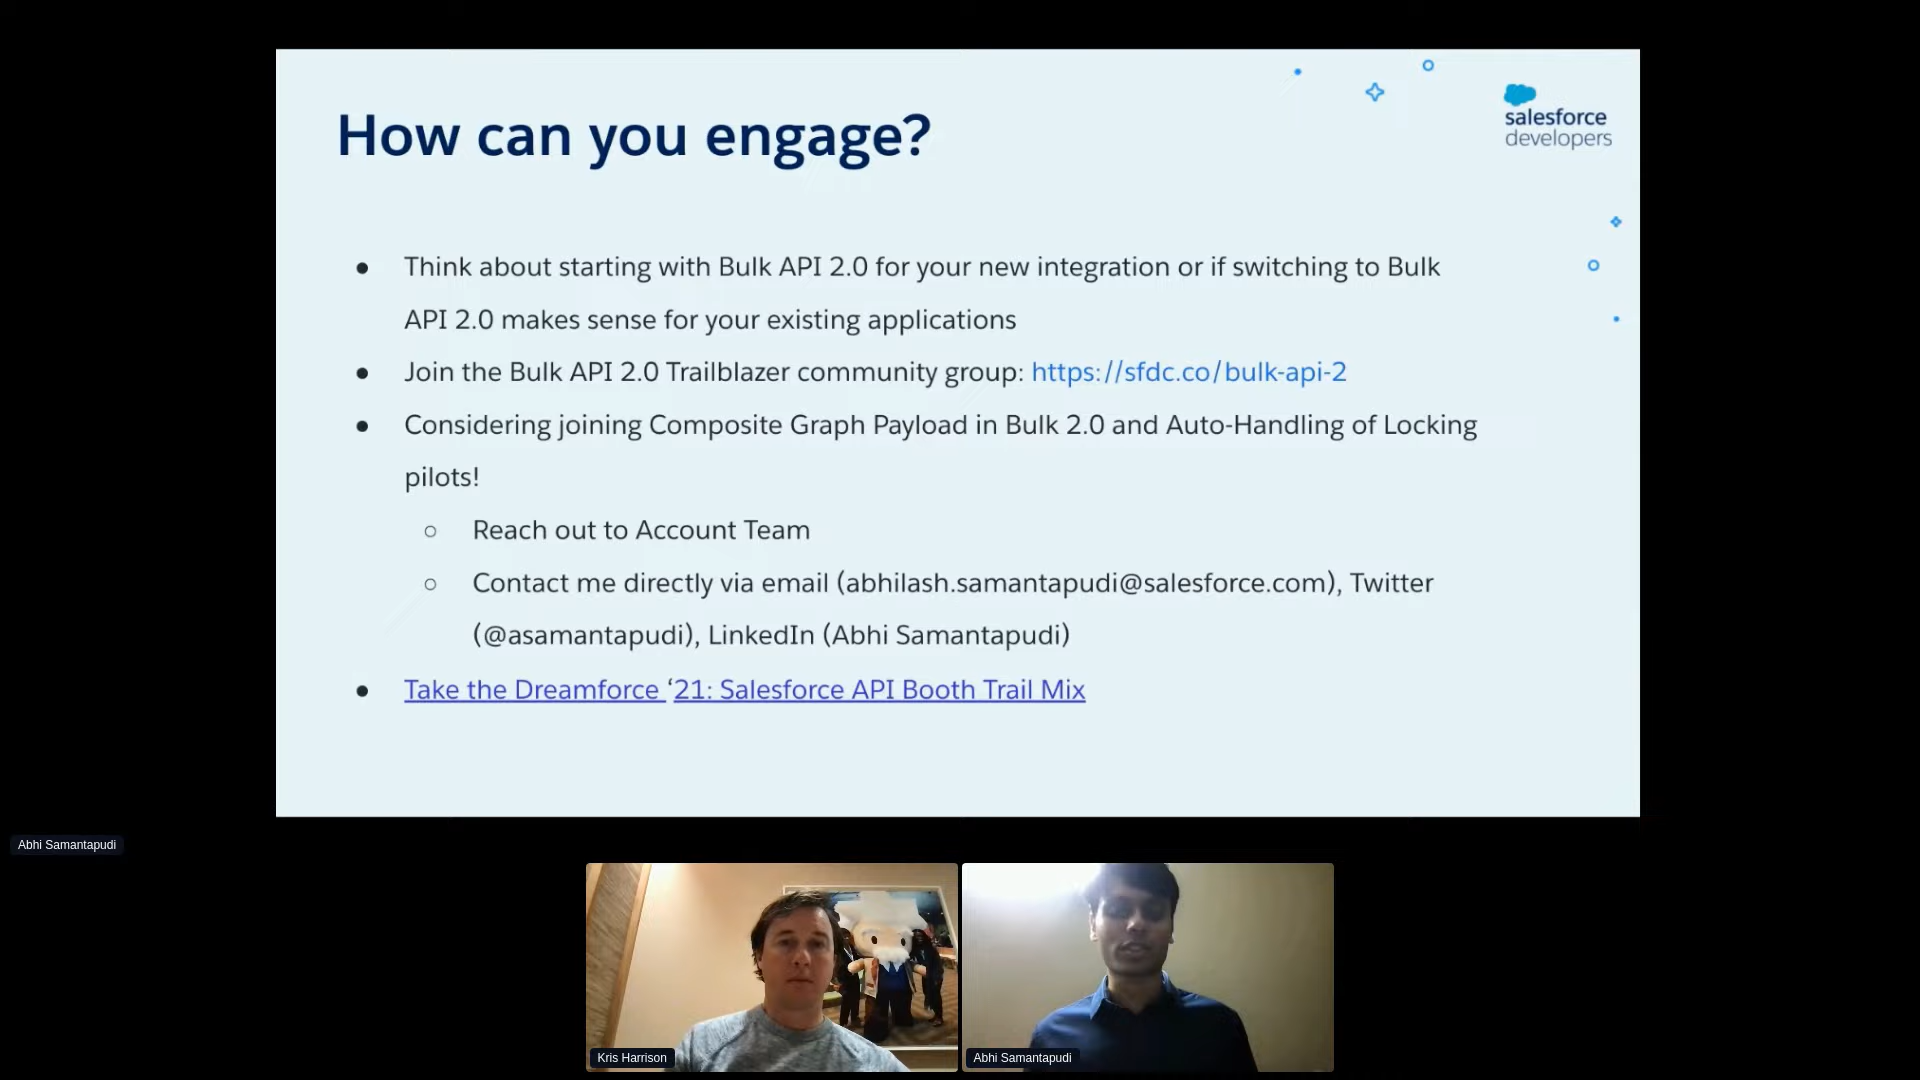 How can you engage?
salesforce
developers
● Think about starting with Bulk API 2.0 for your new integration or if switching to Bulk
API 2.0 makes sense for your existing applications
● Join the Bulk API 2.0 Trailblazer community group: https://sfdc.co/bulk-api-2
● Considering joining Composite Graph Payload in Bulk 2.0 and Auto-Handling of Locking
pilots!
○ Reach out to Account Team
○ Contact me directly via email (abhilash.samantapudi@salesforce.com), Twitter
(@asamantapudi), LinkedIn (Abhi Samantapudi)
● Take the Dreamforce ‘21: Salesforce API Booth Trail Mix
Abhi Samantapudi
Kris Harrison
Abhi Samantapudi